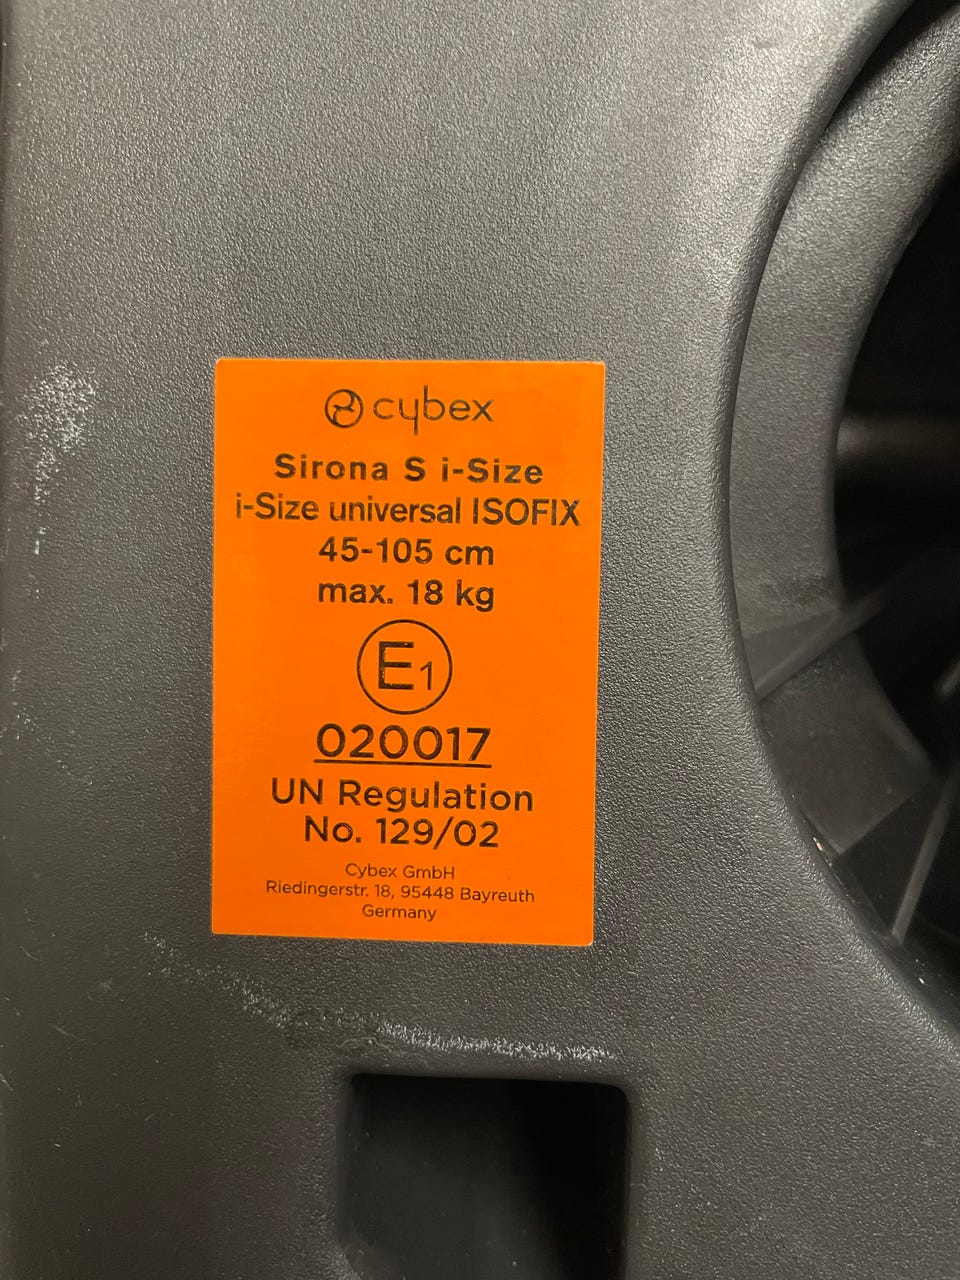 cybex
Sirona S i-Size
i-Size universal ISOFIX
45-105 cm
max. 18 kg
E1
020017
UN Regulation
No. 129/02
Cybex GmbH
Riedingerstr. 18, 95448 Bayreuth
Germany